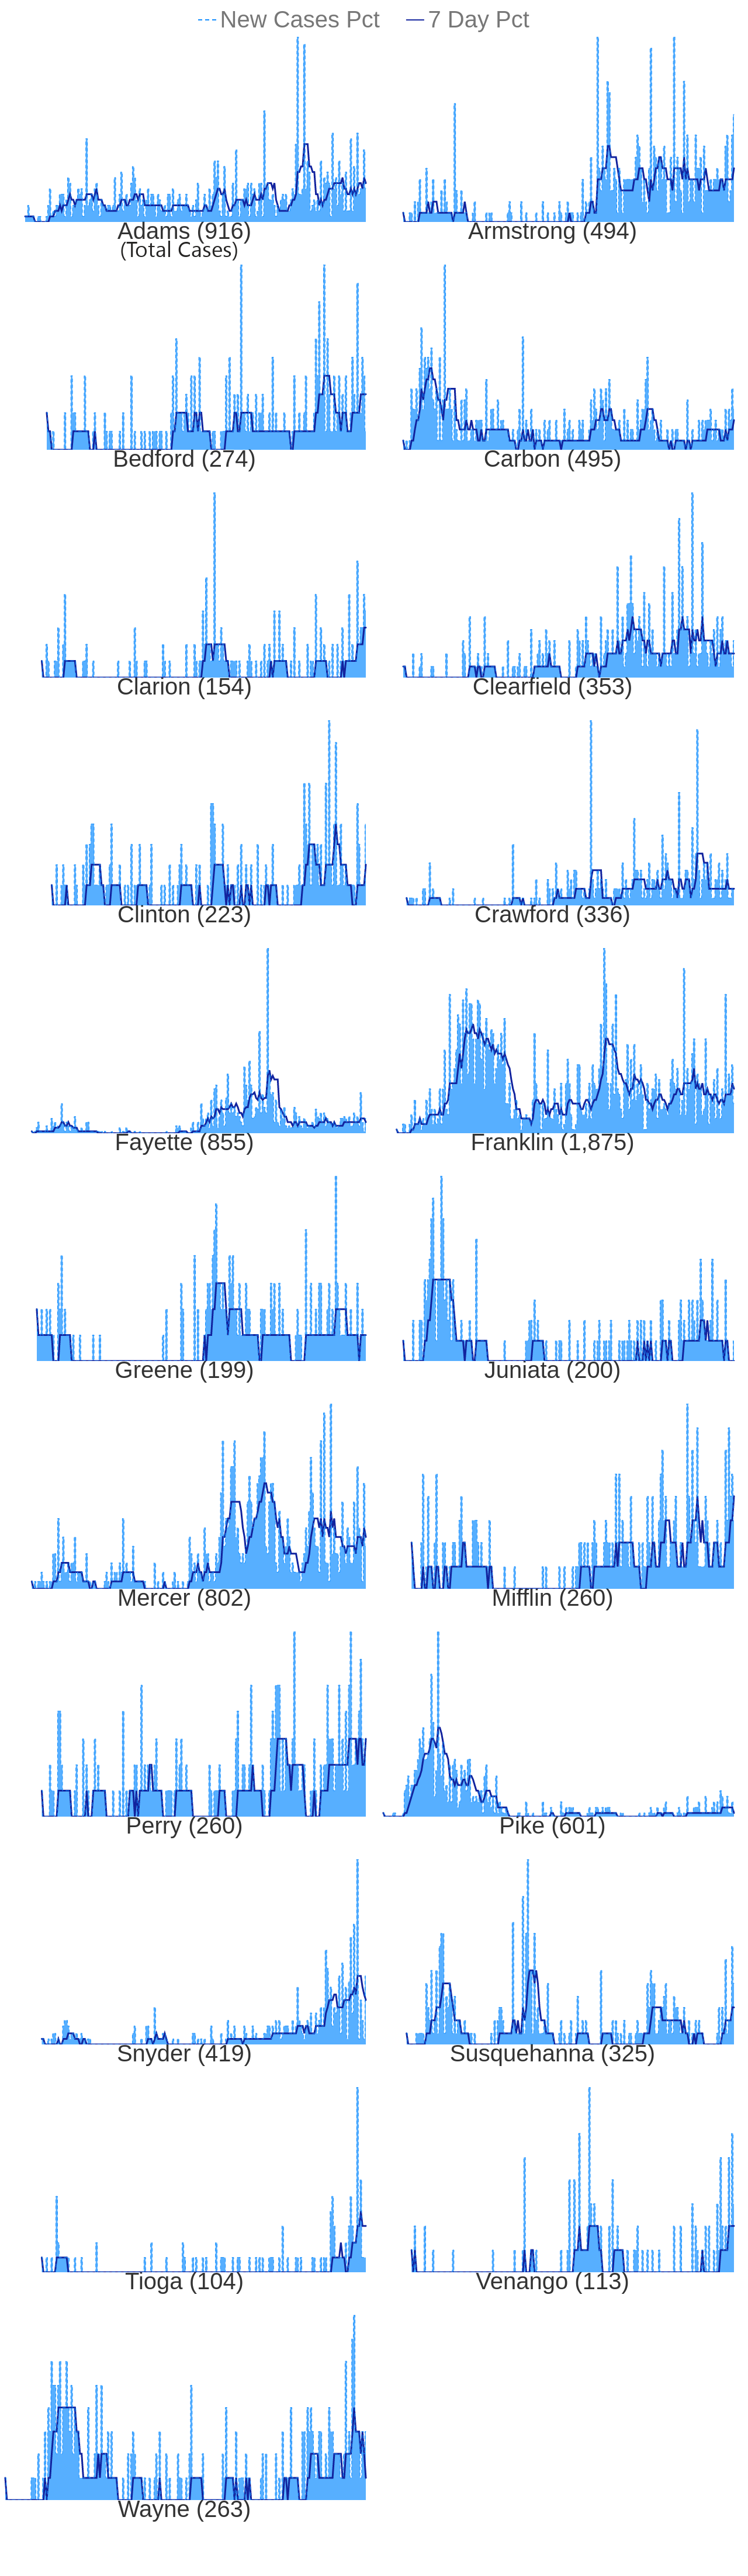 New Cases Pct 7 Day Pct
Adams (916) Armstrong (494)
(Total Cases)
Bedford (274) Carbon (495)
Clarion (154) Clearfield (353)
Clinton (223) Crawford (336)
Fayette (855) Franklin (1,875)
Greene (199) Juniata (200)
Mercer (802) Mifflin (260)
Perry (260) Pike (601)
Snyder (419) Susquehanna (325)
Tioga (104) Venango (113)
Wayne (263)